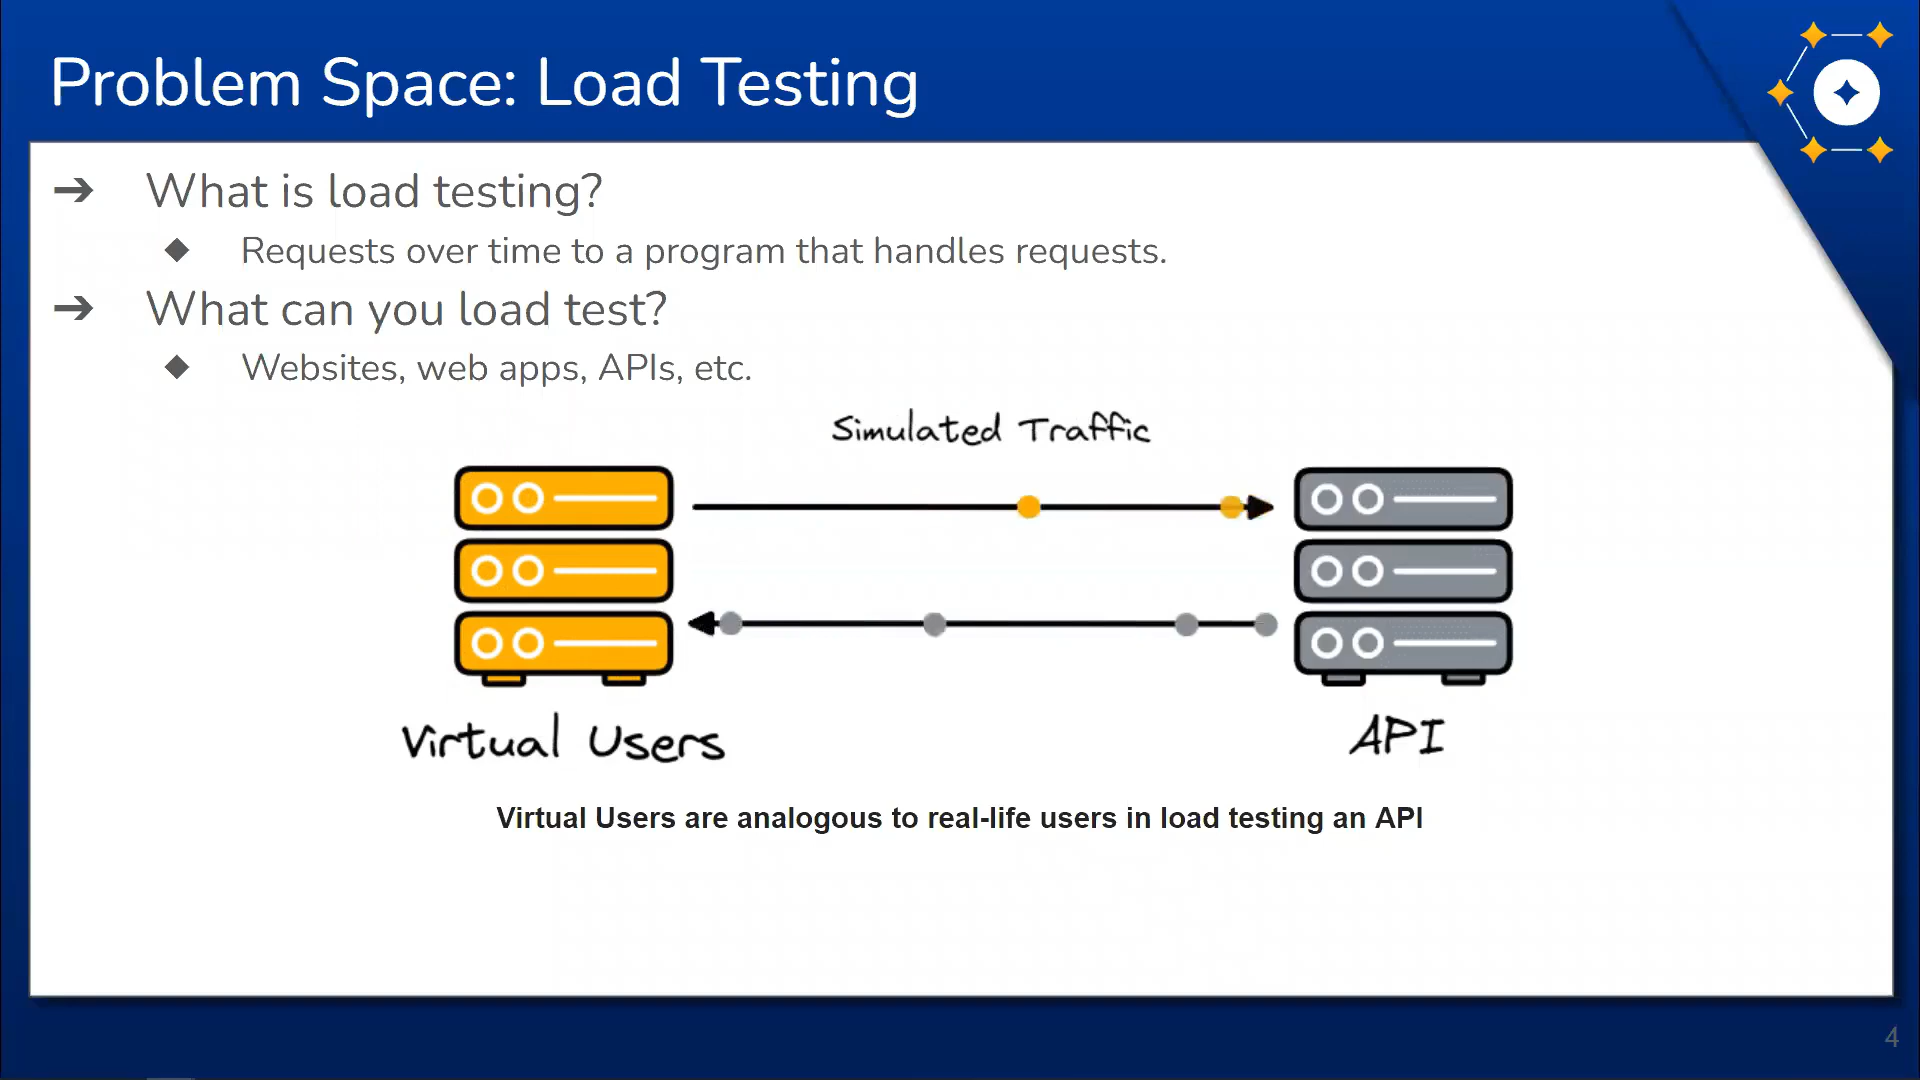 Problem Space: Load Testing
What is load testing?
Requests over time to a program that handles requests.
What can you load test?
Websites, web apps, APIs, etc.
Simulated Traffic
Virtual Users
API
Virtual Users are analogous to real-life users in load testing an API
4